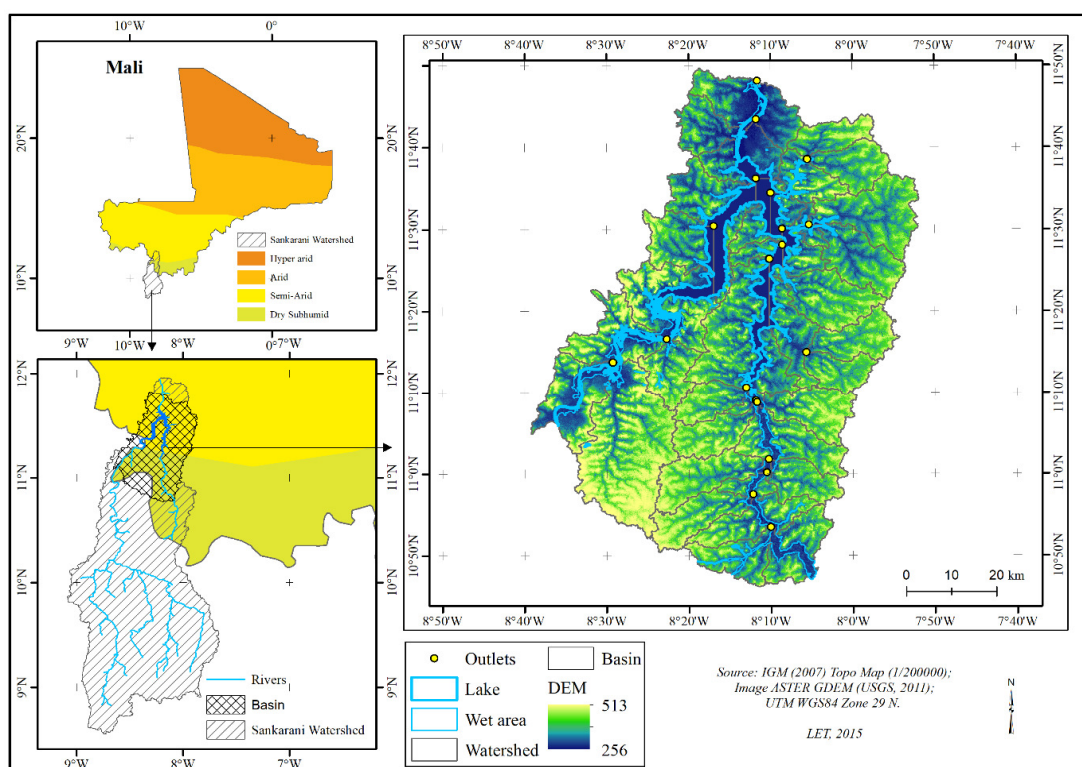 10°W 0°
Mali
20°N 20°N
10°N 10°N
Sankarani Watershed
Hyper arid
Arid
Semi-Arid
Dry Subhumid
9°W 10°W 8°W 0°7°W
12°N 12°N
11°N 11°N
10°N 10°N
9°N 9°N
Rivers
Basin
Sankarani Watershed
9°W 8°W 7°W
8°50'W 8°40'W 8°30'W 8°20'W 8°10'W 8°0'W 7°50'W 7°40'W
11°50'N
11°40'N 11°40'N
11°30'N 11°30'N
11°20'N 11°20'N
11°10'N 11°10'N
11°0'N 11°0'N
10°50'N 10°50'N
0 10 20 km
8°50'W 8°40'W 8°30'W 8°20'W 8°10'W 8°0'W 7°50'W 7°40'W
Outlets
Lake
Wet area
Watershed
Basin
DEM
513
256
Source: IGM (2007) Topo Map (1/200000);
Image ASTER GDEM (USGS, 2011);
UTM WGS84 Zone 29 N.
LET, 2015
N